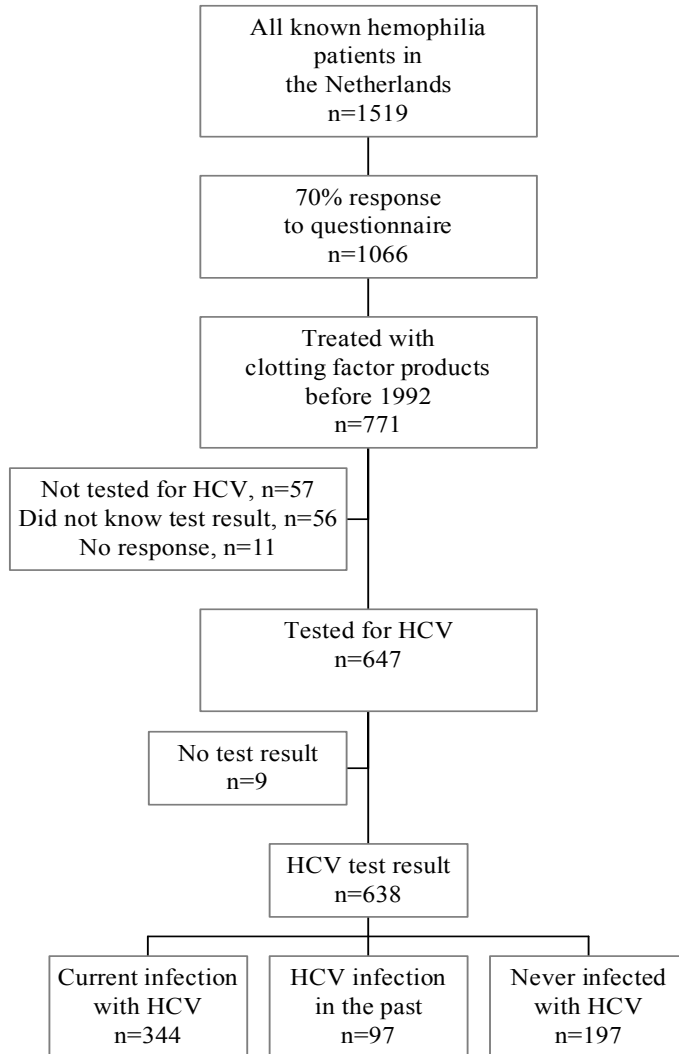 All known hemophilia
patients in
the Netherlands
n=1519
70% response
to questionnaire
n=1066
Treated with
clotting factor products
before 1992
n=771
Not tested for HCV, n=57
Did not know test result, n=56
No response, n=11
Tested for HCV
n=647
No test result
n=9
HCV test result
n=638
Current infection
with HCV
n=344
HCV infection
in the past
n=97
Never infected
with HCV
n=197